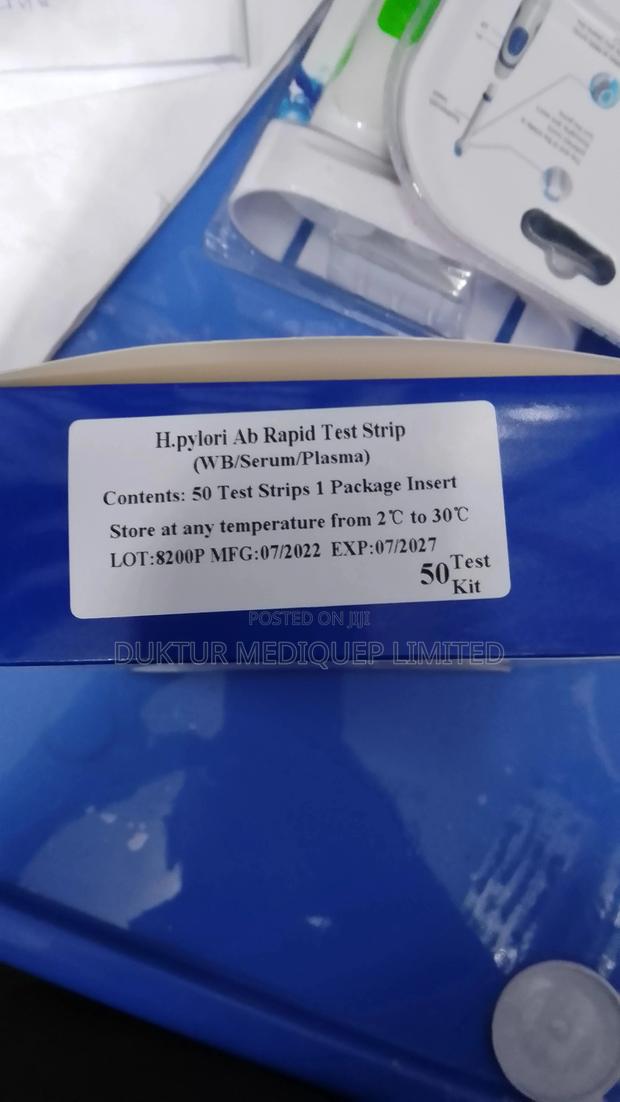 H.pylori Ab Rapid Test Strip
(WB/Serum/Plasma)
Contents: 50 Test Strips 1 Package Insert
Store at any temperature from 2℃ to 30℃
LOT:8200P MFG:07/2022 EXP:07/2027
50 Test
Kit
POSTED ON JIJI
DUKTUR MEDIQUEP LIMITED